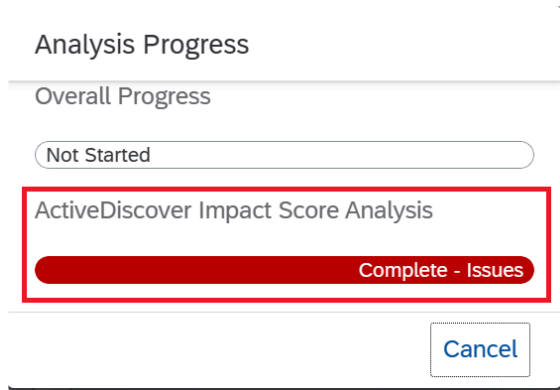 Analysis Progress
Overall Progress
Not Started
ActiveDiscover Impact Score Analysis
Complete - Issues
Cancel